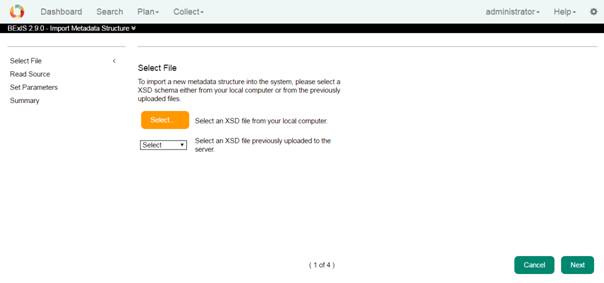 Dashboard Search Plan Collect administrator Help
BExIS 2.9.0 - Import Metadata Structure
Select File
Read Source
Set Parameters
Summary
Select File
To import a new metadata structure into the system, please select a
XSD schema either from your local computer or from the previously
uploaded files.
Select... Select an XSD file from your local computer.
Select Select an XSD file previously uploaded to the
server.
( 1 of 4 ) Cancel Next